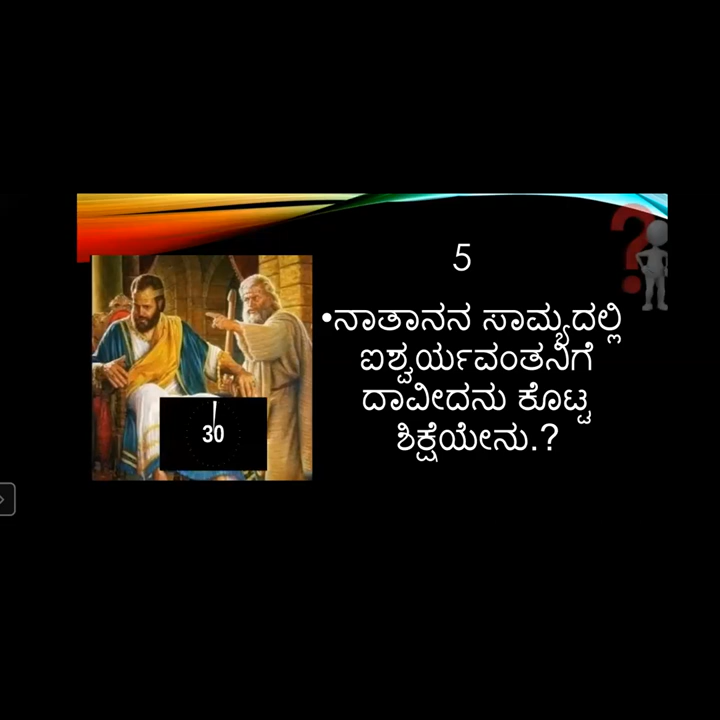 5
•ನಾತಾನನ ಸಾಮ್ಯದಲ್ಲಿ
ಐಶ್ವರ್ಯವಂತನಿಗೆ
ದಾವೀದನು ಕೊಟ್ಟ
ಶಿಕ್ಷೆಯೇನು.?
30